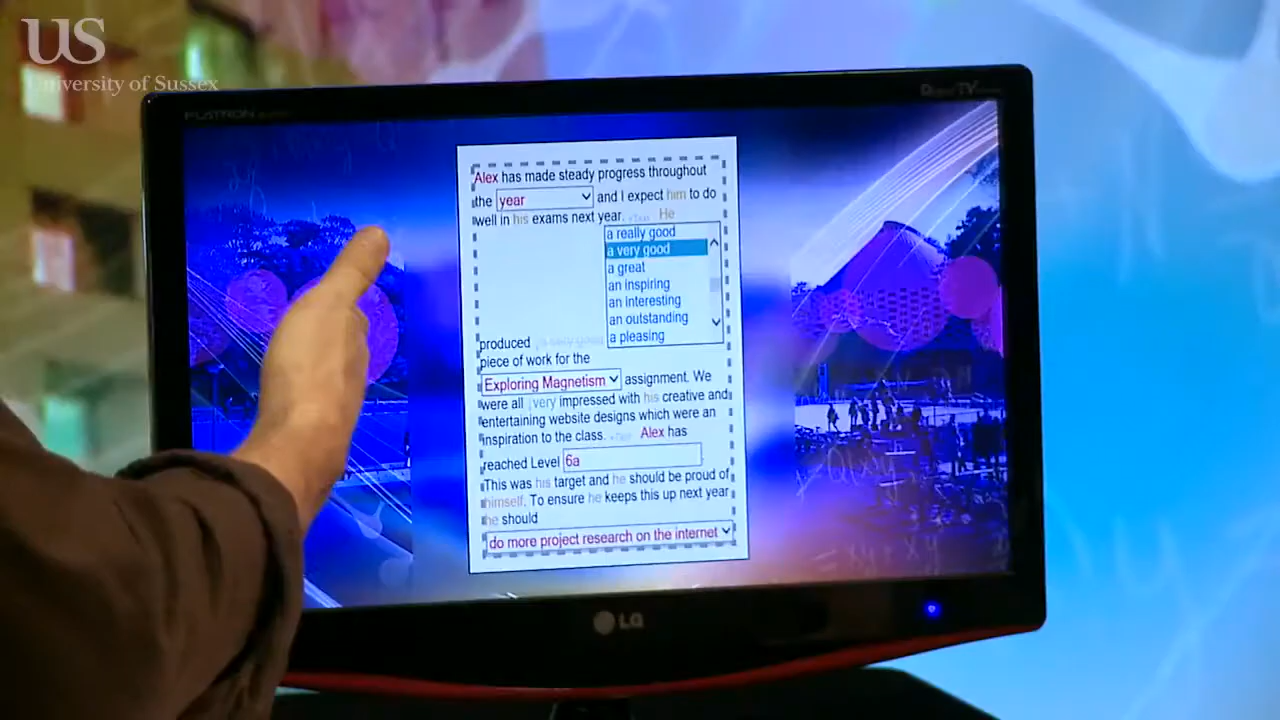 US
University of Sussex
FLATRON
Alex has made steady progress throughout
the year and I expect him to do
well in his exams next year. He
a really good
a very good
a great
an inspiring
an interesting
an outstanding
a pleasing
produced a very good
piece of work for the
Exploring Magnetism assignment. We
were all very impressed with his creative and
entertaining website designs which were an
inspiration to the class. Alex has
reached Level 6a
This was his target and he should be proud of
himself. To ensure he keeps this up next year
he should
do more project research on the internet
LG